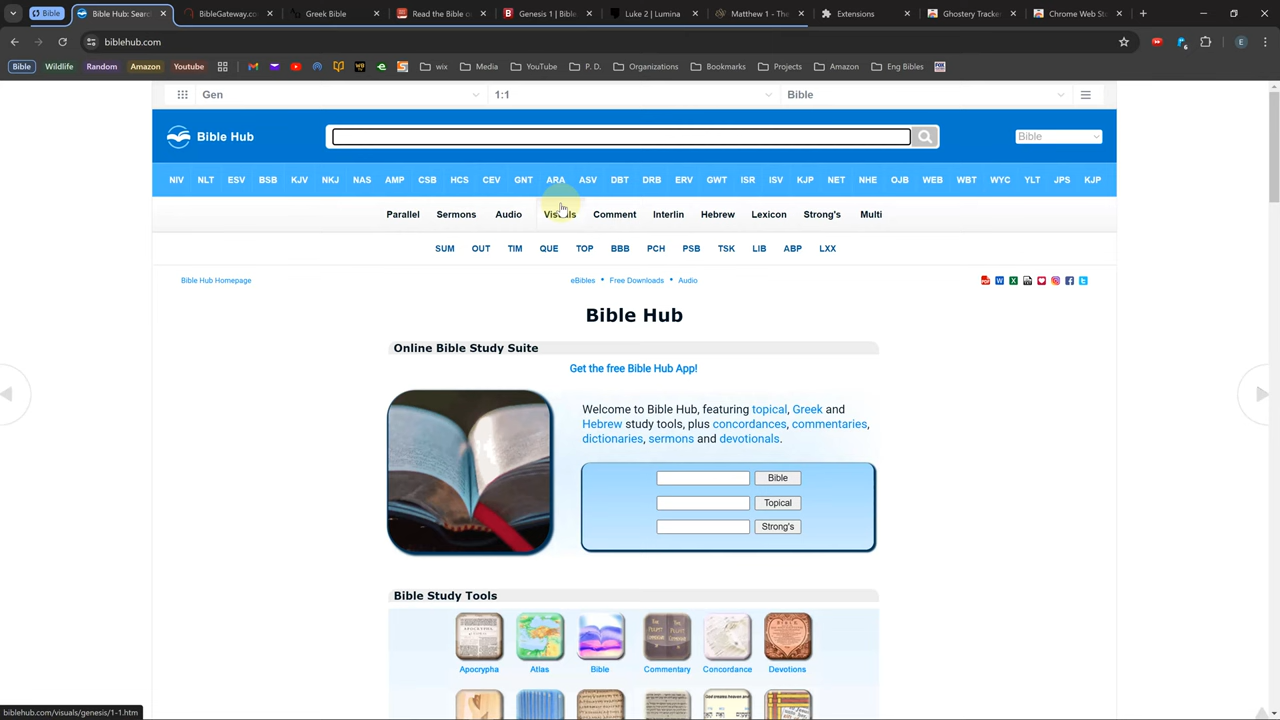 Bible
Bible Hub: Sear
BibleGateway.co
Greek Bible
Read the Bible
Genesis 1 | Bible
Luke 2 | Lumina
Matthew - The
Extensions
Ghostery Tracke
Chrome Web St
biblehub.com
E
Bible Wildlife Random Amazon Youtube wix Media YouTube P. D. Organizations Bookmarks Projects Amazon Eng Bibles
Gen 1:1 Bible
Bible Hub Bible
NIV NLT ESV BSB KJV NKJ NAS AMP CSB HCS CEV GNT ARA ASV DBT DRB ERV GWT ISR ISV KJP NET NHE OJB WEB WBT WYC YLT JPS KJP
Parallel Sermons Audio Visuals Comment Interlin Hebrew Lexicon Strong's Multi
SUM OUT TIM QUE TOP BBB PCH PSB TSK LIB ABP LXX
Bible Hub Homepage eBibles • Free Downloads • Audio
Bible Hub
Online Bible Study Suite
Get the free Bible Hub App!
Welcome to Bible Hub, featuring topical, Greek and
Hebrew study tools, plus concordances, commentaries,
dictionaries, sermons and devotionals.
Bible
Topical
Strong's
Bible Study Tools
Apocrypha Atlas Bible Commentary Concordance Devotions
biblehub.com/visuals/genesis/1-1.htm